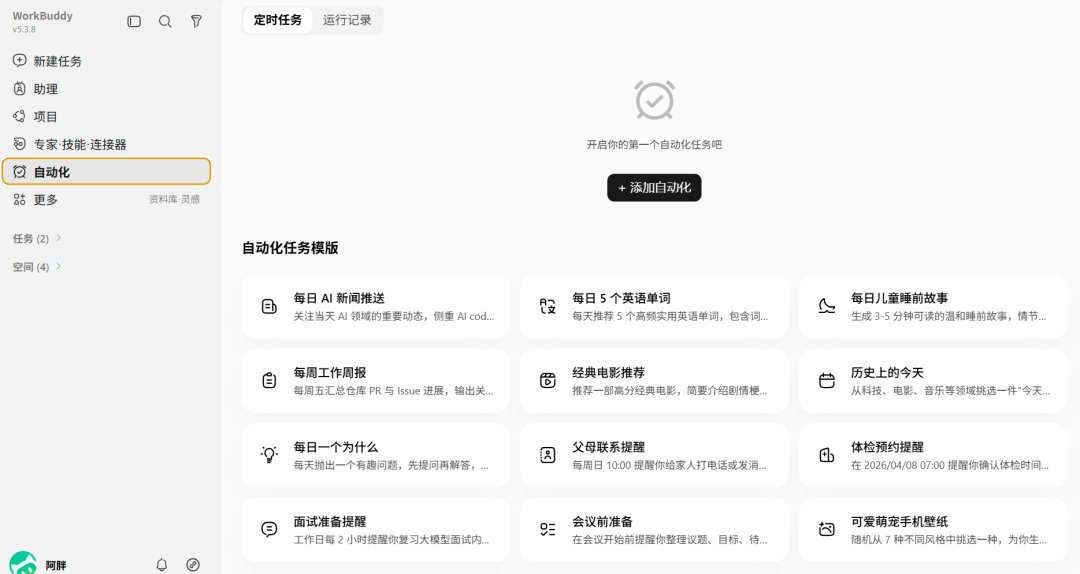 WorkBuddy
v5.3.8
新建任务
助理
项目
专家·技能·连接器
自动化
更多
资料库·灵感
任务 (2)
空间 (4)
阿胖
定时任务
运行记录
开启你的第一个自动化任务吧
+ 添加自动化
自动化任务模版
每日 AI 新闻推送
关注当天 AI 领域的重要动态，侧重 AI cod...
每日 5 个英语单词
每天推荐 5 个高频实用英语单词，包含词...
每日儿童睡前故事
生成 3-5 分钟可读的温和睡前故事，情节...
每周工作周报
每周五汇总仓库 PR 与 Issue 进展，输出关...
经典电影推荐
推荐一部高分经典电影，简要介绍剧情梗...
历史上的今天
从科技、电影、音乐等领域挑选一件“今天...
每日一个为什么
每天抛出一个有趣问题，先提问再解答，...
父母联系提醒
每周日 10:00 提醒你给家人打电话或发消...
体检预约提醒
在 2026/04/08 07:00 提醒你确认体检时间...
面试准备提醒
工作日每 2 小时提醒你复习大模型面试内...
会议前准备
在会议开始前提醒你整理议题、目标、待...
可爱萌宠手机壁纸
随机从 7 种不同风格中挑选一种，为你生...